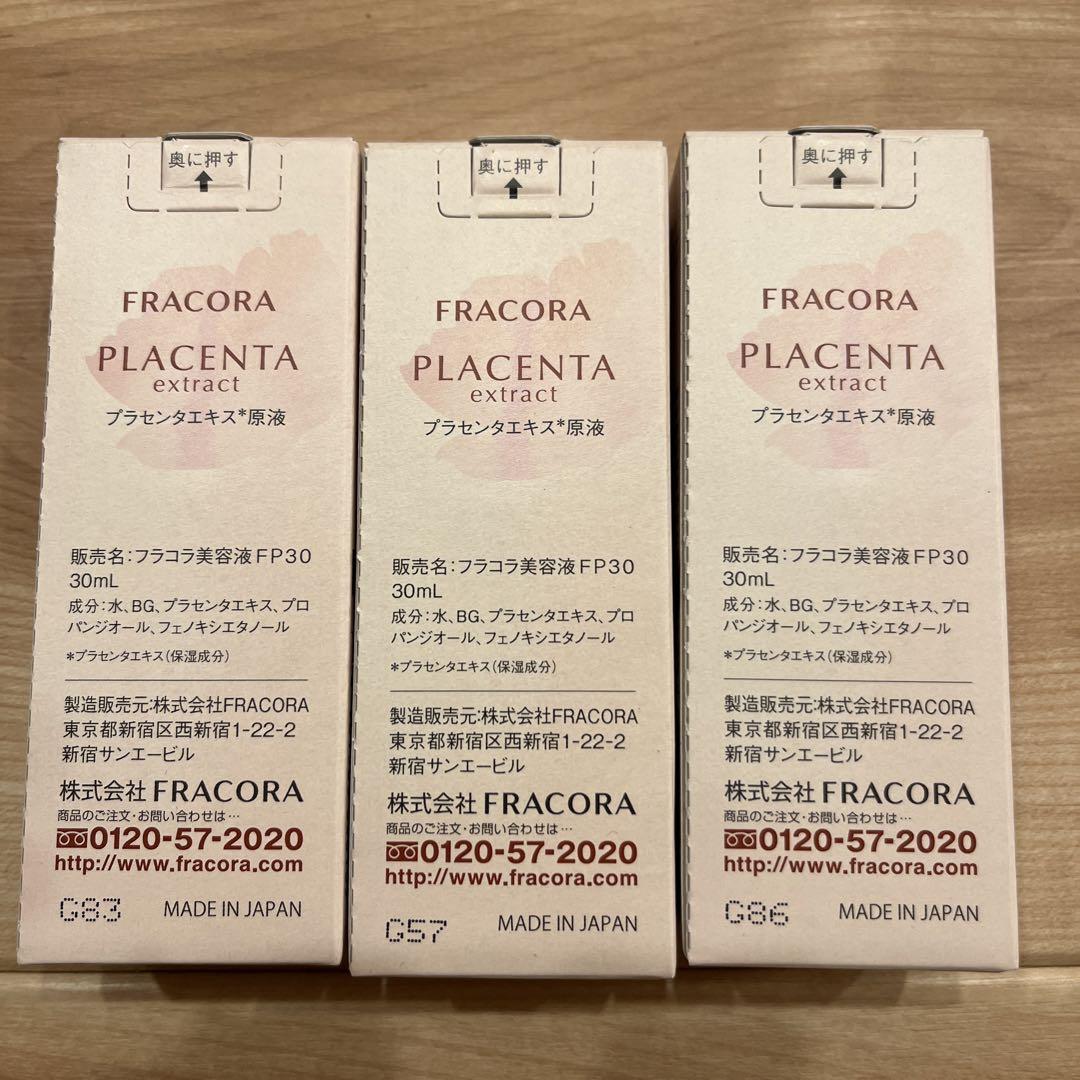 奥に押す
FRACORA
PLACENTA
extract
プラセンタエキス*原液
販売名:フラコラ美容液FP30
30mL
成分:水、BG、プラセンタエキス、プロ
パンジオール、フェノキシエタノール
*プラセンタエキス(保湿成分)
製造販売元:株式会社FRACORA
東京都新宿区西新宿1-22-2
新宿サンエービル
株式会社 FRACORA
商品のご注文・お問い合わせは…
0120-57-2020
http://www.fracora.com
G83 MADE IN JAPAN
奥に押す
FRACORA
PLACENTA
extract
プラセンタエキス*原液
販売名:フラコラ美容液FP30
30mL
成分:水、BG、プラセンタエキス、プロ
パンジオール、フェノキシエタノール
*プラセンタエキス(保湿成分)
製造販売元:株式会社FRACORA
東京都新宿区西新宿1-22-2
新宿サンエービル
株式会社 FRACORA
商品のご注文・お問い合わせは…
0120-57-2020
http://www.fracora.com
G57 MADE IN JAPAN
奥に押す
FRACORA
PLACENTA
extract
プラセンタエキス*原液
販売名:フラコラ美容液FP30
30mL
成分:水、BG、プラセンタエキス、プロ
パンジオール、フェノキシエタノール
*プラセンタエキス(保湿成分)
製造販売元:株式会社FRACORA
東京都新宿区西新宿1-22-2
新宿サンエービル
株式会社 FRACORA
商品のご注文・お問い合わせは…
0120-57-2020
http://www.fracora.com
G86 MADE IN JAPAN